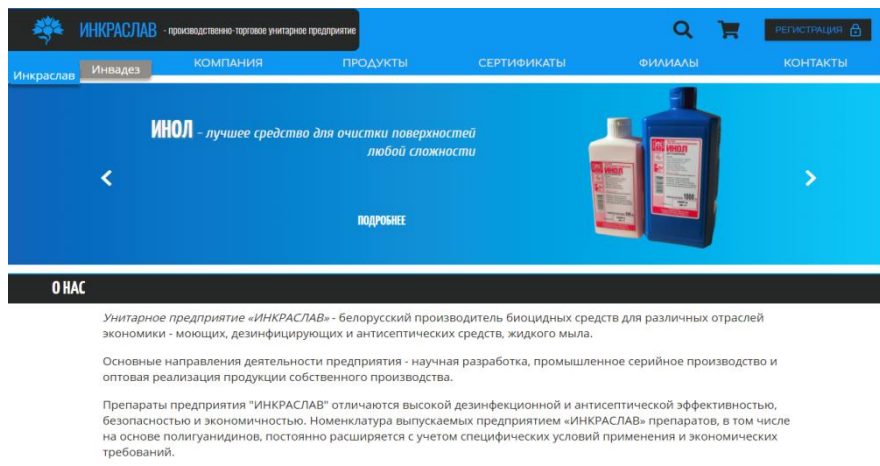 ИНКРАСЛАВ - производственно-торговое унитарное предприятие
РЕГИСТРАЦИЯ
Инкраслав Инвадез КОМПАНИЯ ПРОДУКТЫ СЕРТИФИКАТЫ ФИЛИАЛЫ КОНТАКТЫ
ИНОЛ - лучшее средство для очистки поверхностей
любой сложности
ИНОЛ
ИНОЛ
ПОДРОБНЕЕ
О НАС
Унитарное предприятие «ИНКРАСЛАВ» - белорусский производитель биоцидных средств для различных отраслей
экономики - моющих, дезинфицирующих и антисептических средств, жидкого мыла.
Основные направления деятельности предприятия - научная разработка, промышленное серийное производство и
оптовая реализация продукции собственного производства.
Препараты предприятия "ИНКРАСЛАВ" отличаются высокой дезинфекционной и антисептической эффективностью,
безопасностью и экономичностью. Номенклатура выпускаемых предприятием «ИНКРАСЛАВ» препаратов, в том числе
на основе полигуанидинов, постоянно расширяется с учетом специфических условий применения и экономических
требований.